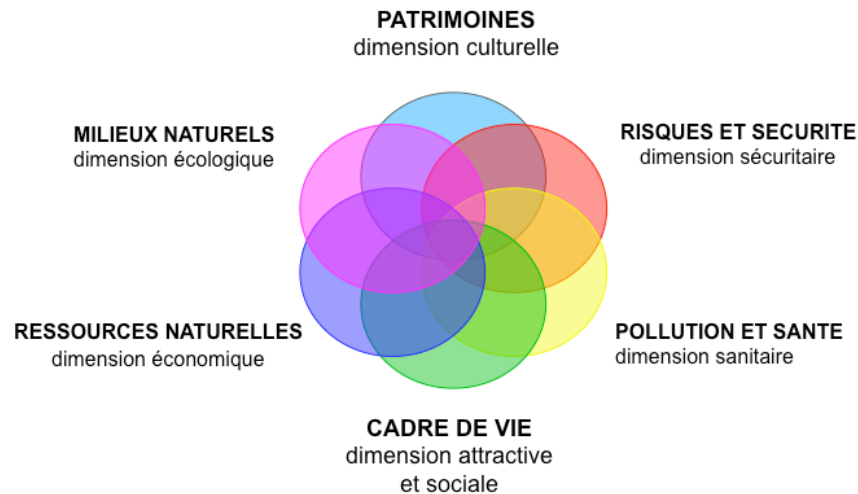 PATRIMOINES
dimension culturelle
MILIEUX NATURELS
dimension écologique
RISQUES ET SECURITE
dimension sécuritaire
RESSOURCES NATURELLES
dimension économique
POLLUTION ET SANTE
dimension sanitaire
CADRE DE VIE
dimension attractive
et sociale